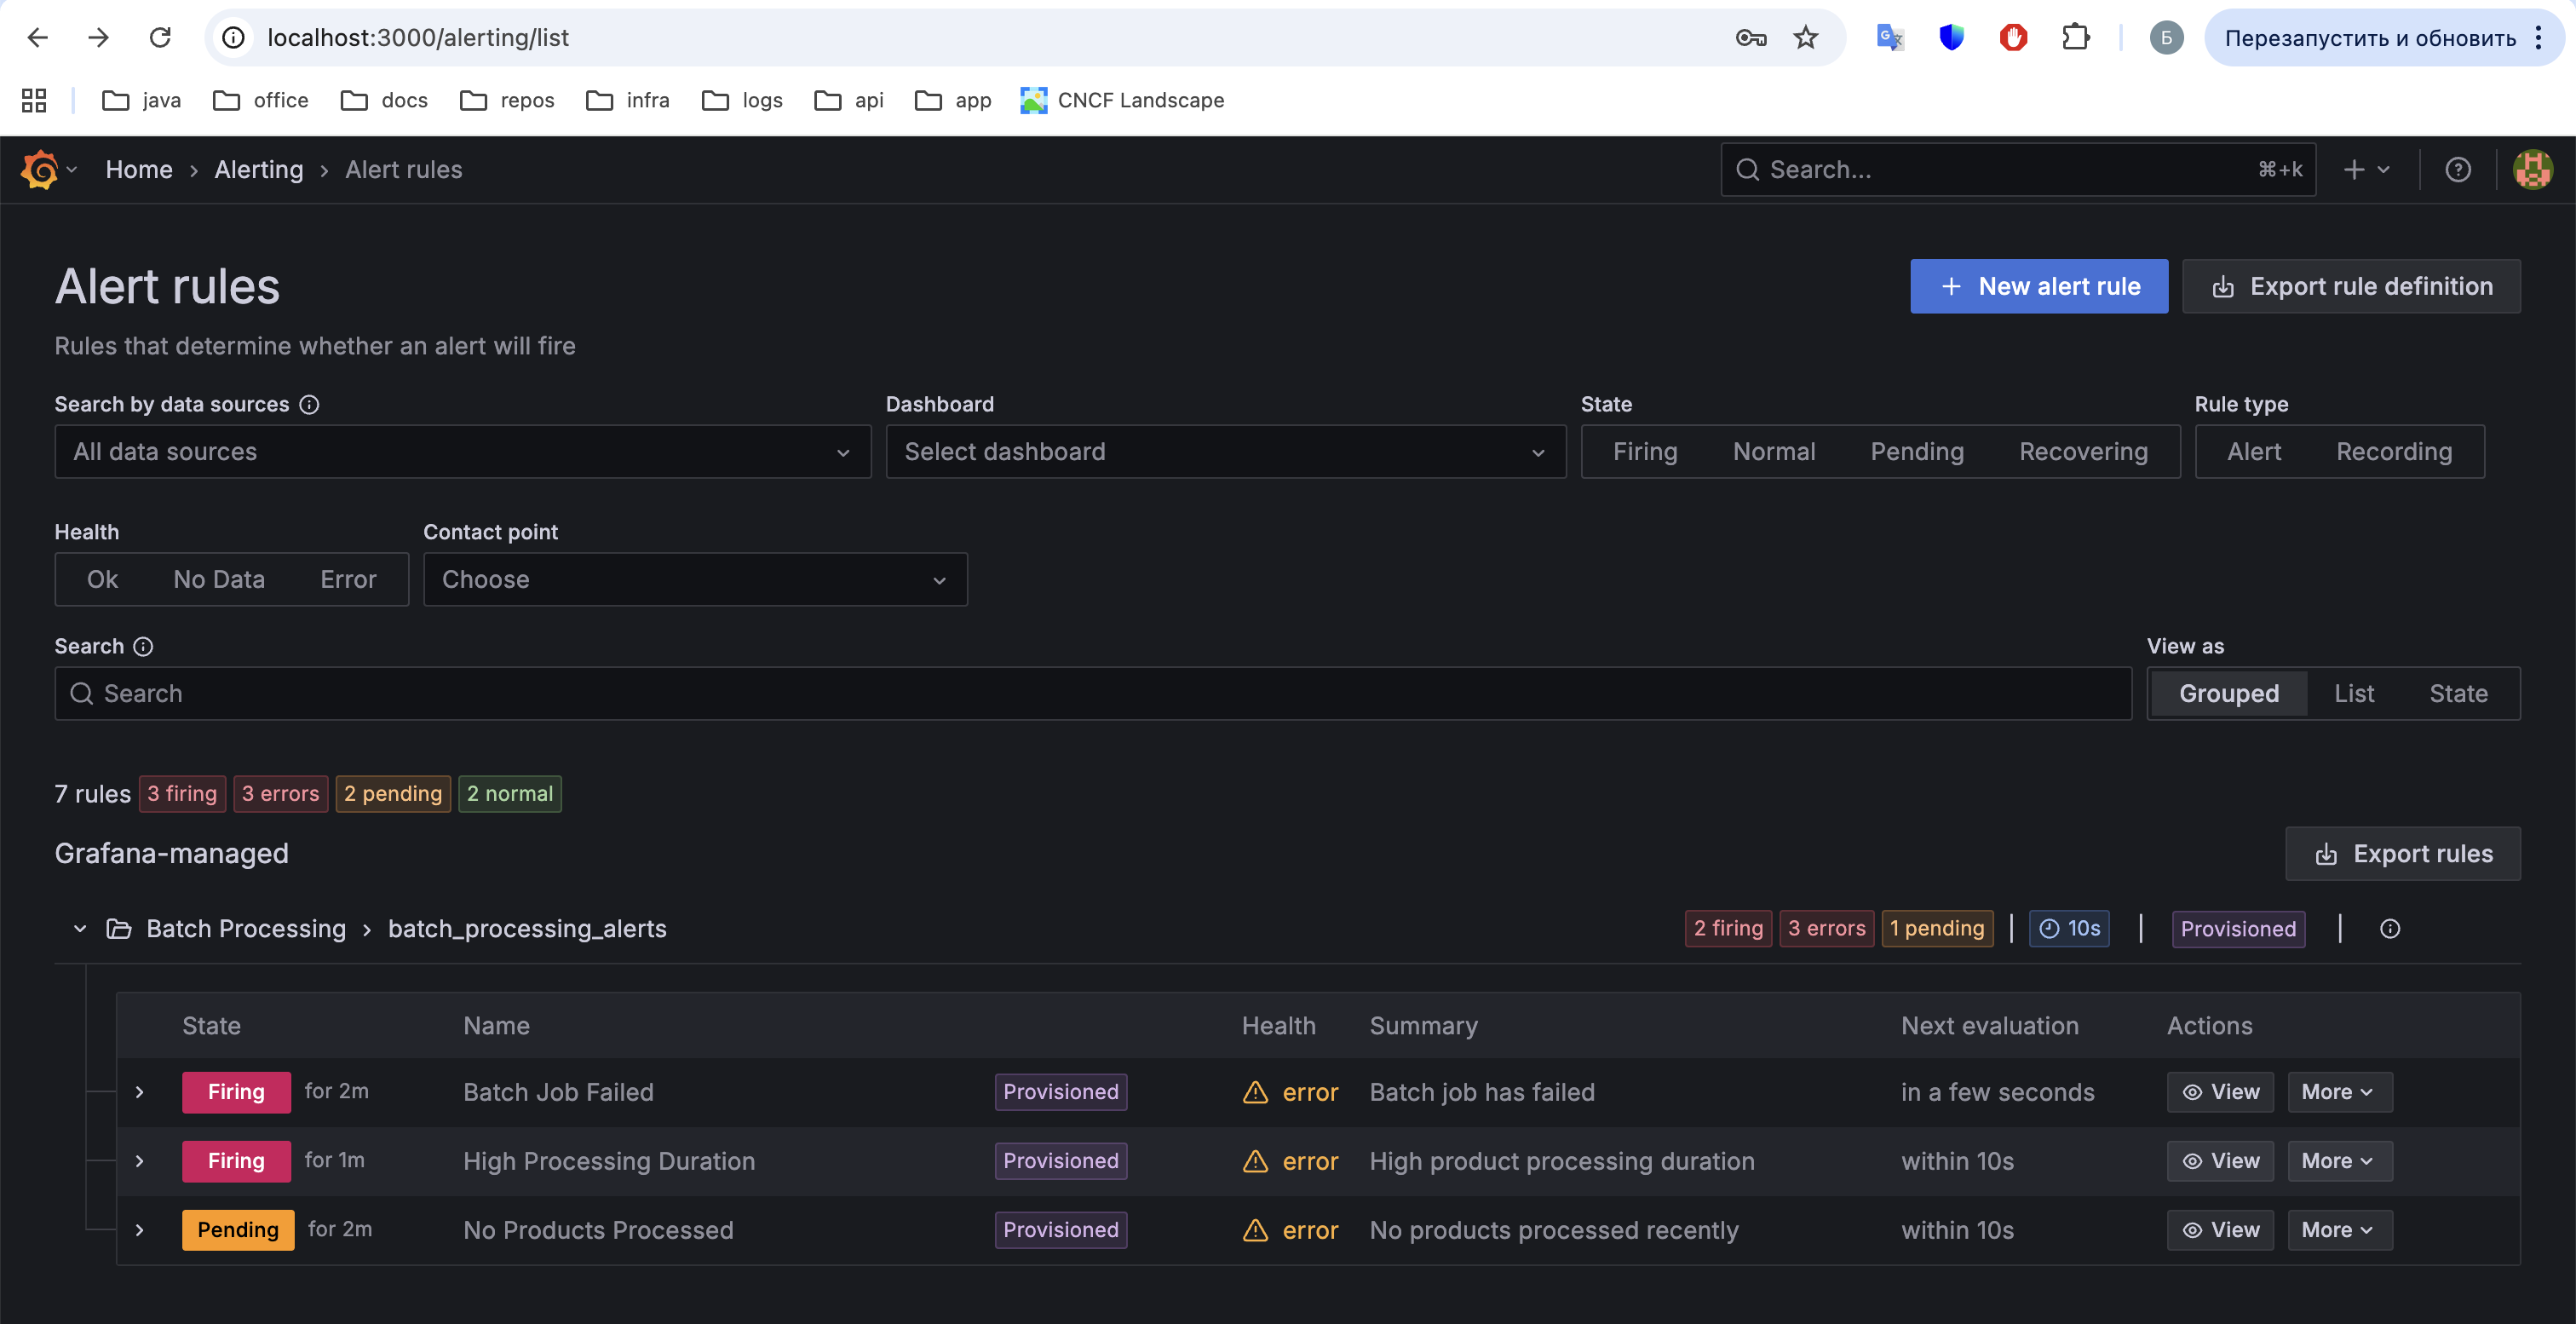 localhost:3000/alerting/list
Б
Перезапустить и обновить
java office docs repos infra logs api app CNCF Landscape
Home › Alerting › Alert rules
Search... ⌘+k
Alert rules
+ New alert rule
Export rule definition
Rules that determine whether an alert will fire
Search by data sources Dashboard State Rule type
All data sources Select dashboard Firing Normal Pending Recovering Alert Recording
Health Contact point
Ok No Data Error Choose
Search View as
Search Grouped List State
7 rules 3 firing 3 errors 2 pending 2 normal
Grafana-managed Export rules
Batch Processing › batch_processing_alerts 2 firing 3 errors 1 pending | 10s | Provisioned |
State Name Health Summary Next evaluation Actions
Firing for 2m Batch Job Failed Provisioned error Batch job has failed in a few seconds View More
Firing for 1m High Processing Duration Provisioned error High product processing duration within 10s View More
Pending for 2m No Products Processed Provisioned error No products processed recently within 10s View More